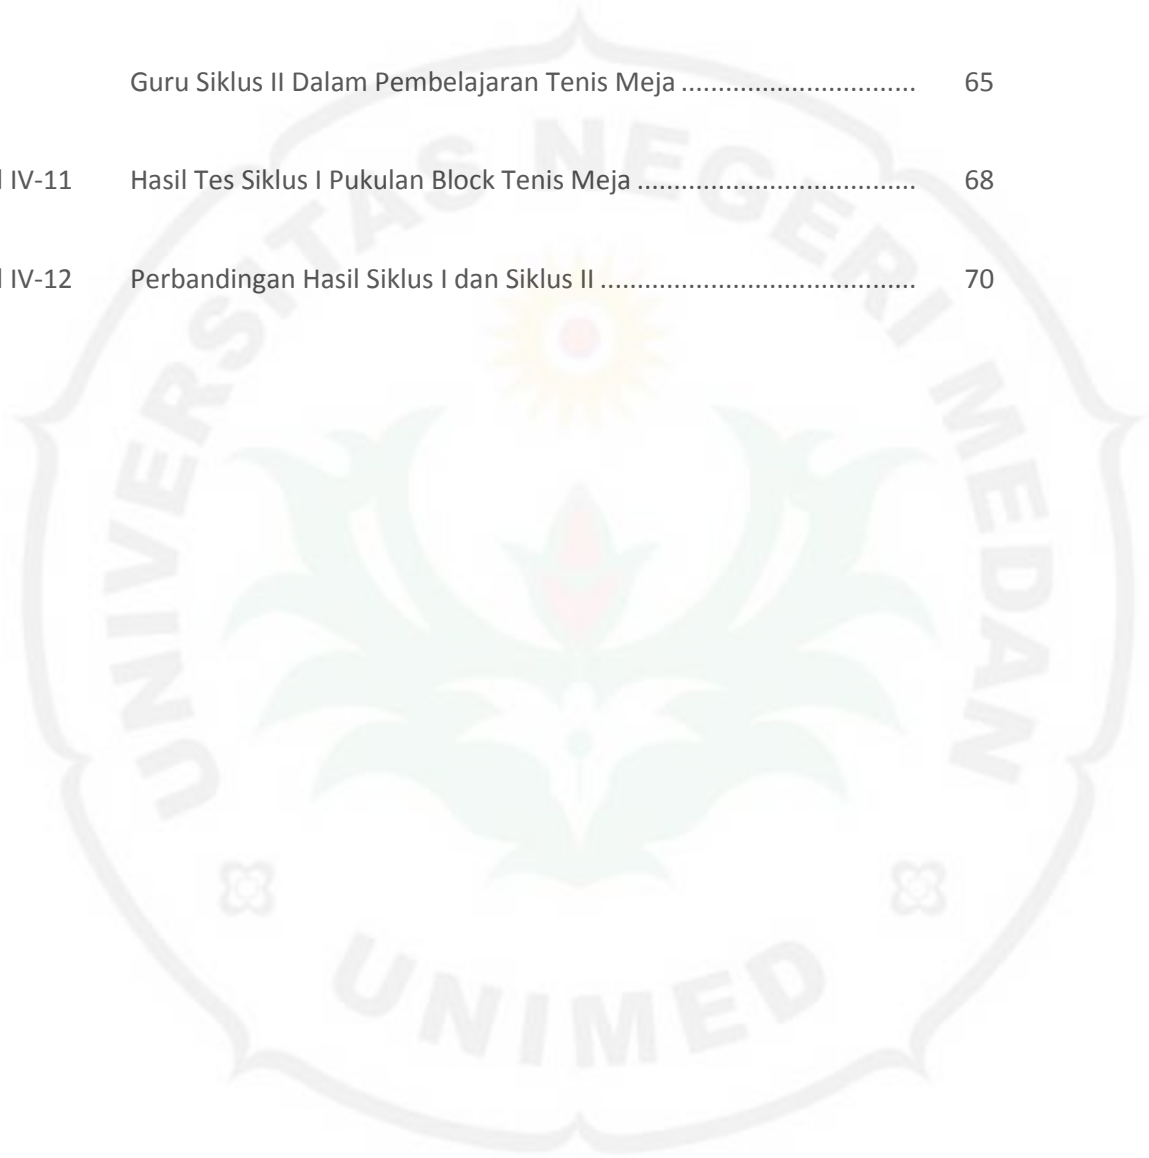 Guru Siklus II Dalam Pembelajaran Tenis Meja ................................ 65
l IV-11 Hasil Tes Siklus I Pukulan Block Tenis Meja ...................................... 68
l IV-12 Perbandingan Hasil Siklus I dan Siklus II ........................................... 70
UNIVERSITAS NEGERI MEDAN
UNIMED